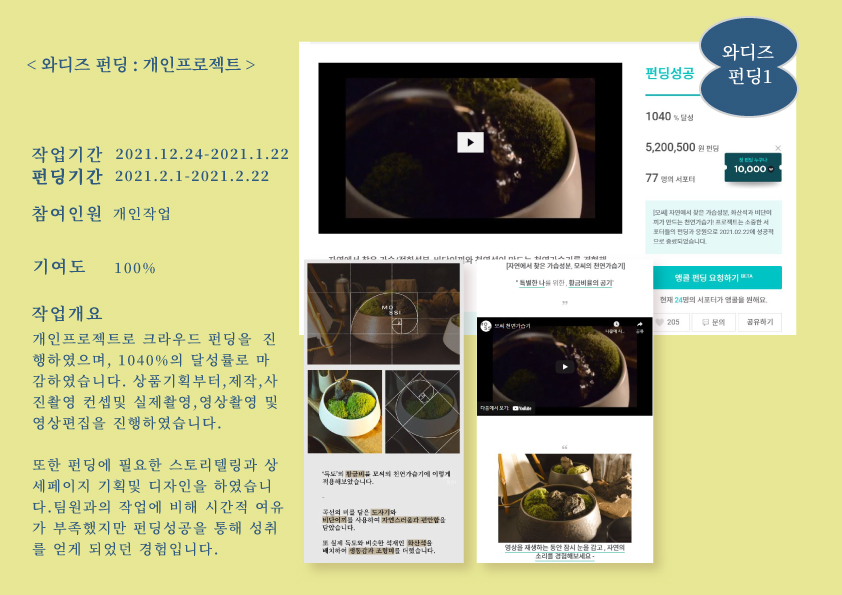 < 와디즈 펀딩 : 개인프로젝트 >
작업기간 2021.12.24-2021.1.22
펀딩기간 2021.2.1-2021.2.22
참여인원 개인작업
기여도 100%
작업개요
개인프로젝트로 크라우드 펀딩을 진
행하였으며, 1040%의 달성률로 마
감하였습니다. 상품기획부터,제작,사
진촬영 컨셉및 실제촬영,영상촬영 및
영상편집을 진행하였습니다.
또한 펀딩에 필요한 스토리텔링과 상
세페이지 기획및 디자인을 하였습니
다.팀원과의 작업에 비해 시간적 여유
가 부족했지만 펀딩성공을 통해 성취
를 얻게 되었던 경험입니다.
와디즈
펀딩1
펀딩성공
1040 % 달성
5,200,500 원 펀딩
77 명의 서포터
10,000
[모씨] 자연에서 찾은 가습성분, 화산석과 비단이
끼가 만드는 천연가습기! 프로젝트는 소중한 서
포터들의 펀딩과 응원으로 2021.02.22에 성공적
으로 종료되었습니다.
앵콜 펀딩 요청하기 BETA
현재 24명의 서포터가 앵콜을 원해요.
205 문의 공유하기
MO
ESI
"독도"의 황금비를 모씨의 천연가습기에 이렇게
적용해보았습니다.
곡선의 미를 담은 도자기와
비단이끼를 사용하여 자연스러움과 편안함을
담았습니다.
또 실제 독도와 비슷한 석재인 화산석을
배치하여 생동감과 조형미를 더했습니다.
[자연에서 찾은 가습성분, 모씨의 천연가습기]
" 특별한 나를 위한, 황금비율의 공기"
모씨 천연가습기
나중에 시..
공유
다음에서 보기: YouTube
영상을 재생하는 동안 잠시 눈을 감고 , 자연의
소리를 경험해보세요-